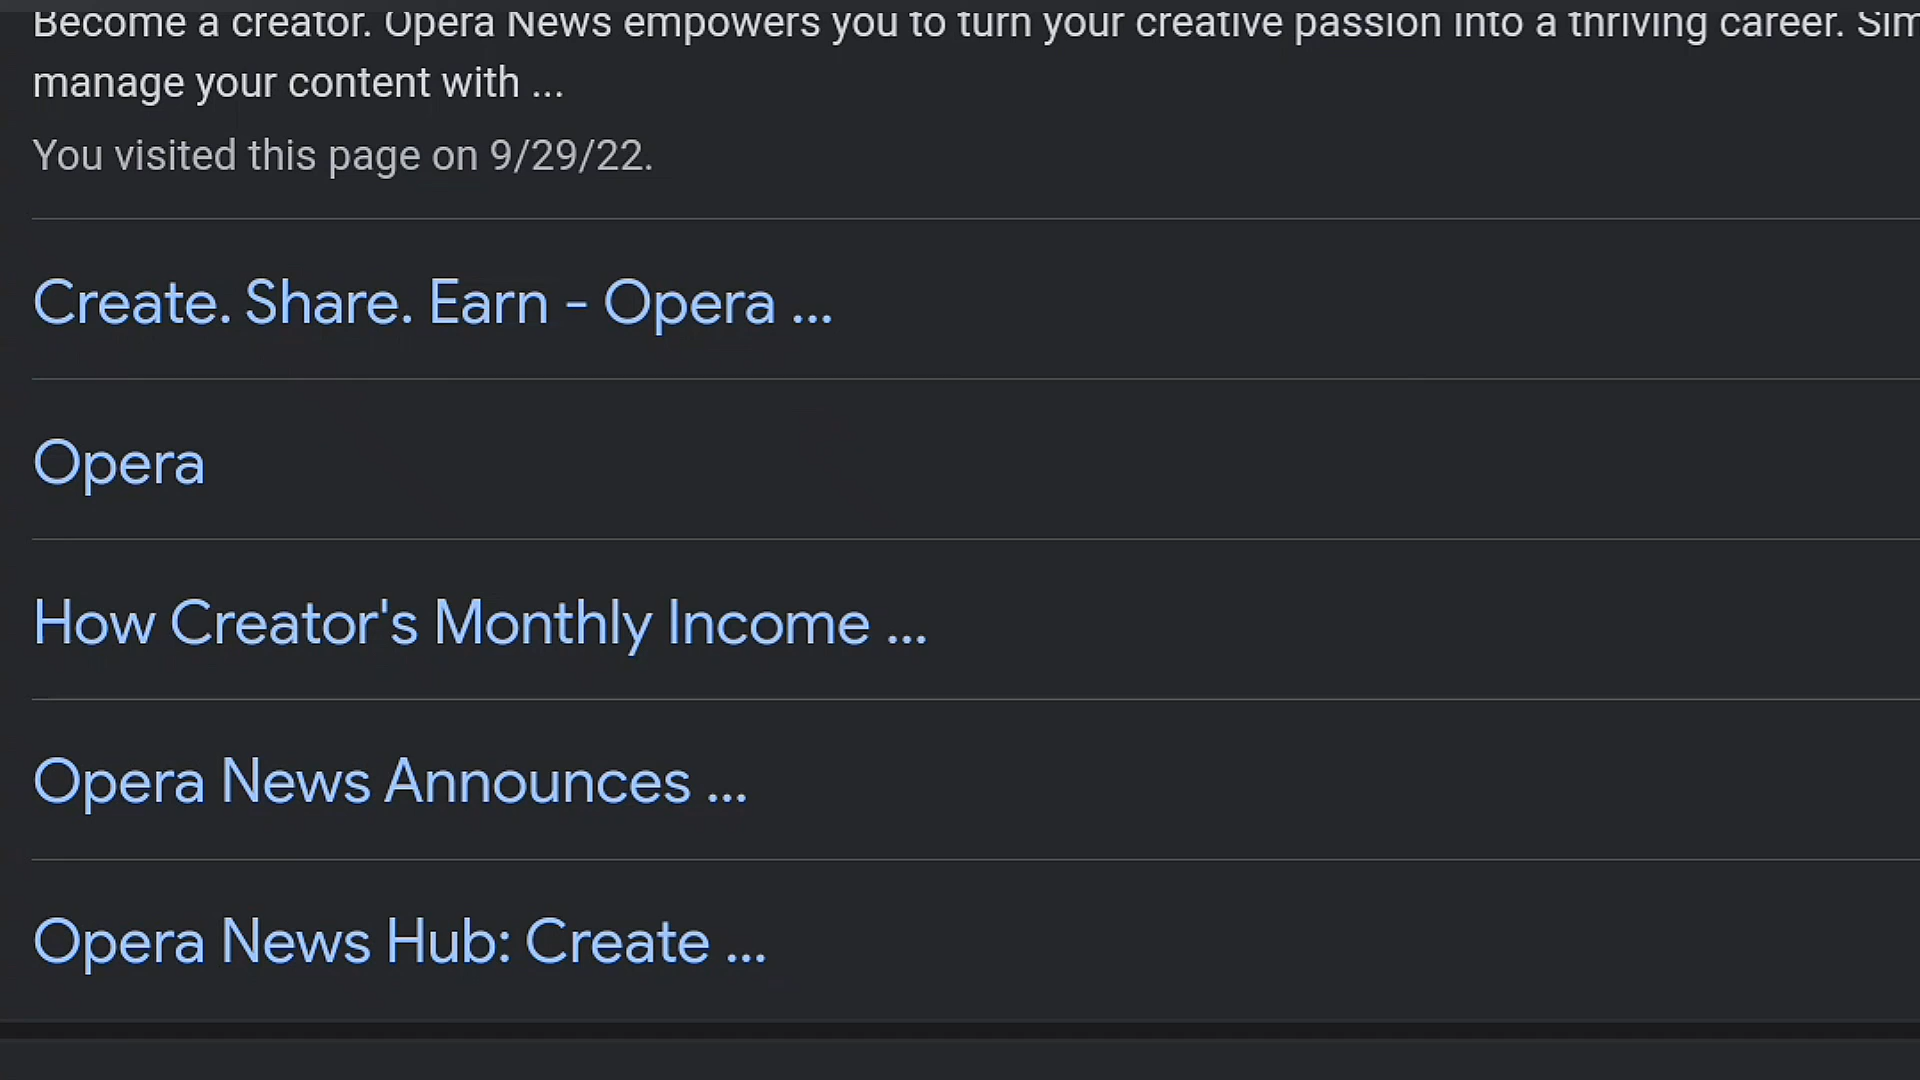 Become a creator. Opera News empowers you to turn your creative passion into a thriving career. Sim
manage your content with ...
You visited this page on 9/29/22.
Create. Share. Earn - Opera ...
Opera
How Creator's Monthly Income ...
Opera News Announces ...
Opera News Hub: Create ...